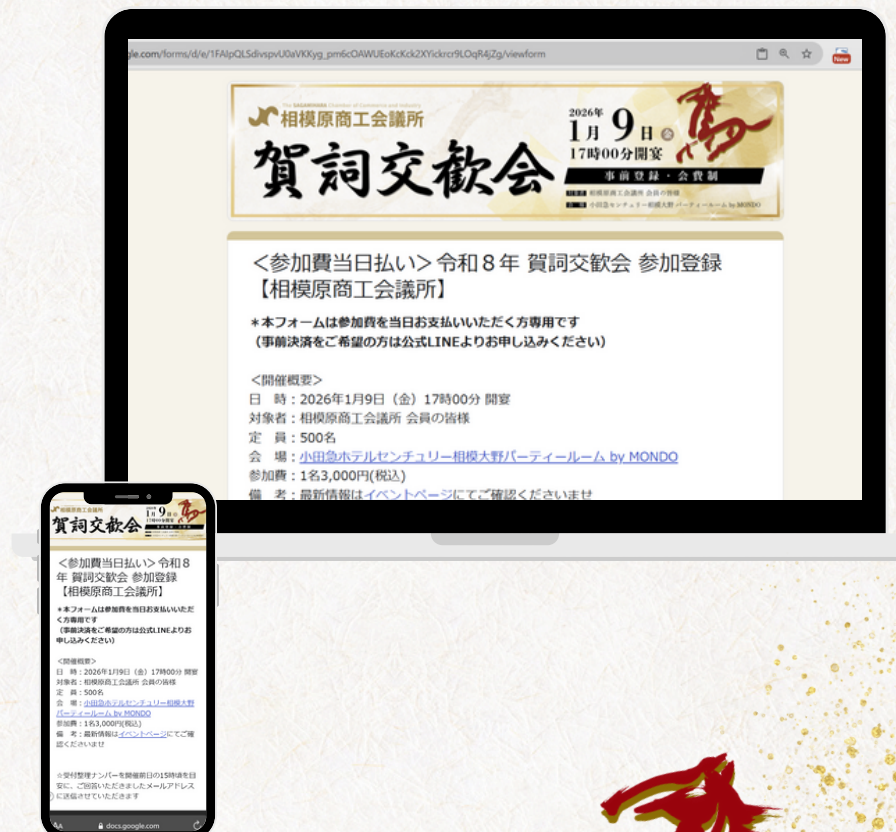 gle.com/forms/d/e/1FAIpQLSdivspvU0aVKKyg_pm6cOAWUEoKcKck2XYickrcr9LOqR4jZg/viewform
New
The SAGAMIHARA Chamber of Commerce and Industry
相模原商工会議所
賀詞交歓会
2026年
1月9日金
17時00分開宴
事前登録・会費制
対象者 相模原商工会議所 会員の皆様
会 場 小田急センチュリー相模大野 パーティールーム by MONDO
＜参加費当日払い＞令和８年 賀詞交歓会 参加登録
【相模原商工会議所】
＊本フォームは参加費を当日お支払いいただく方専用です
（事前決済をご希望の方は公式LINEよりお申し込みください）
＜開催概要＞
日　時：2026年1月9日（金）17時00分 開宴
対象者：相模原商工会議所 会員の皆様
定　員：500名
会　場：小田急ホテルセンチュリー相模大野パーティールーム by MONDO
参加費：1名3,000円(税込)
備　考：最新情報はイベントページにてご確認くださいませ
相模原商工会議所
賀詞交歓会
1月9日
＜参加費当日払い＞令和８
年 賀詞交歓会 参加登録
【相模原商工会議所】
＊本フォームは参加費を当日お支払いいただ
く方専用です
（事前決済をご希望の方は公式LINEよりお
申し込みください）
＜開催概要＞
日　時：2026年1月9日（金）17時00分 開宴
対象者：相模原商工会議所 会員の皆様
定　員：500名
会　場：小田急ホテルセンチュリー相模大野
パーティールーム by MONDO
参加費：1名3,000円(税込)
備　考：最新情報はイベントページにてご確
認くださいませ
☆受付整理ナンバーを開催前日の15時頃を目
安に、ご回答いただきましたメールアドレス
に送信させていただきます
AA docs.google.com